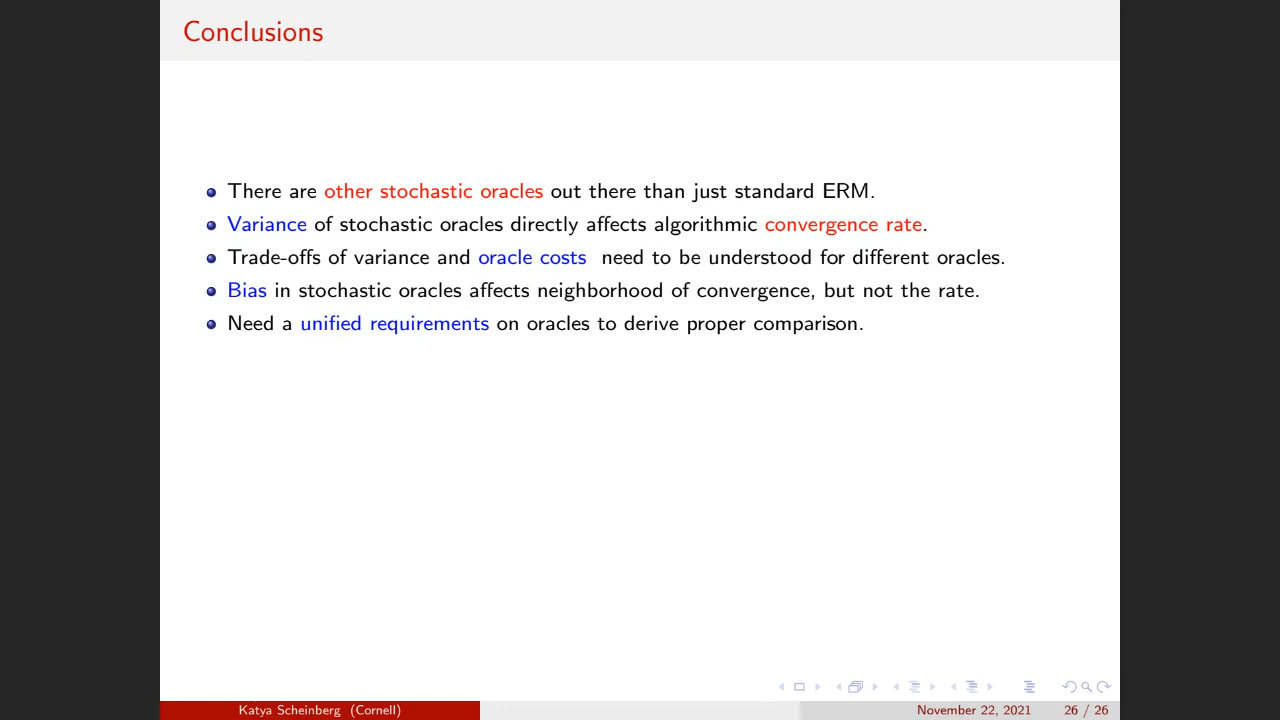 Conclusions
There are other stochastic oracles out there than just standard ERM.
Variance of stochastic oracles directly affects algorithmic convergence rate.
Trade-offs of variance and oracle costs need to be understood for different oracles.
Bias in stochastic oracles affects neighborhood of convergence, but not the rate.
Need a unified requirements on oracles to derive proper comparison.
Katya Scheinberg (Cornell) November 22, 2021 26 / 26